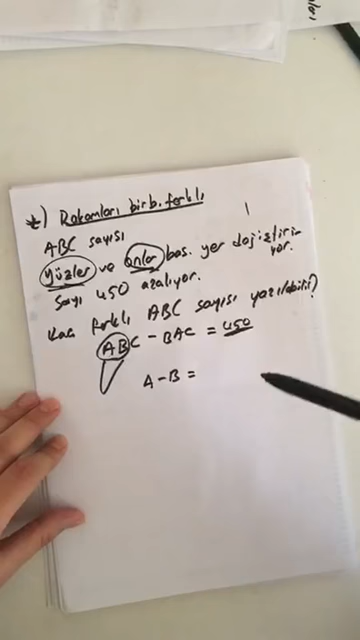 *) Rakamları birb. farklı
ABC sayısı
yüzler ve onlar bas. yer değiştiriyor.
Sayı 450 azalıyor.
Kaç farklı ABC sayısı yazılabilir?
ABC - BAC = 450
A-B =